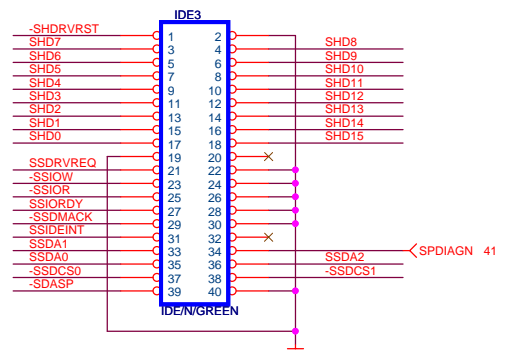 IDE3
-SHDRVRST 1 2
SHD7 3 4 SHD8
SHD6 5 6 SHD9
SHD5 7 8 SHD10
SHD4 9 10 SHD11
SHD3 11 12 SHD12
SHD2 13 14 SHD13
SHD1 15 16 SHD14
SHD0 17 18 SHD15
19 20
SSDRVREQ 21 22
-SSIOW 23 24
-SSIOR 25 26
SSIORDY 27 28
-SSDMACK 29 30
SSIDEINT 31 32
SSDA1 33 34 SPDIAGN 41
SSDA0 35 36 SSDA2
-SSDCS0 37 38 -SSDCS1
-SDASP 39 40
IDE/N/GREEN